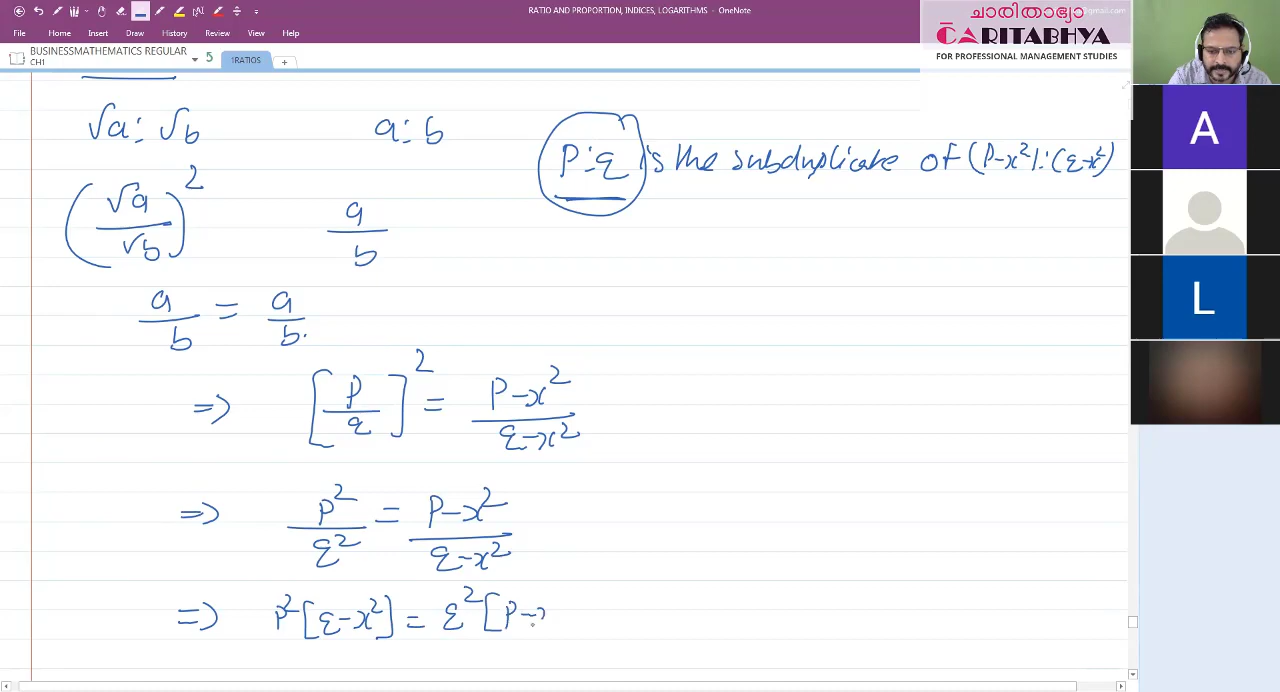 RATIO AND PROPORTION, INDICES, LOGARITHMS - OneNote
File Home Insert Draw History Review View Help
BUSINESSMATHEMATICS REGULAR
CH1
5
1RATIOS
+
ചാരിതാഭ്യ
@gmail.com
CARITABHYA
FOR PROFESSIONAL MANAGEMENT STUDIES
A
L
√a : √b a : b
P : q is the subduplicate of (P-x²) : (q-x²)
(√a/√b)² a/b
a/b = a/b.
=> [P/q]² = P-x²/q-x²
=> P²/q² = P-x²/q-x²
=> P²[q-x²] = q²[P-x